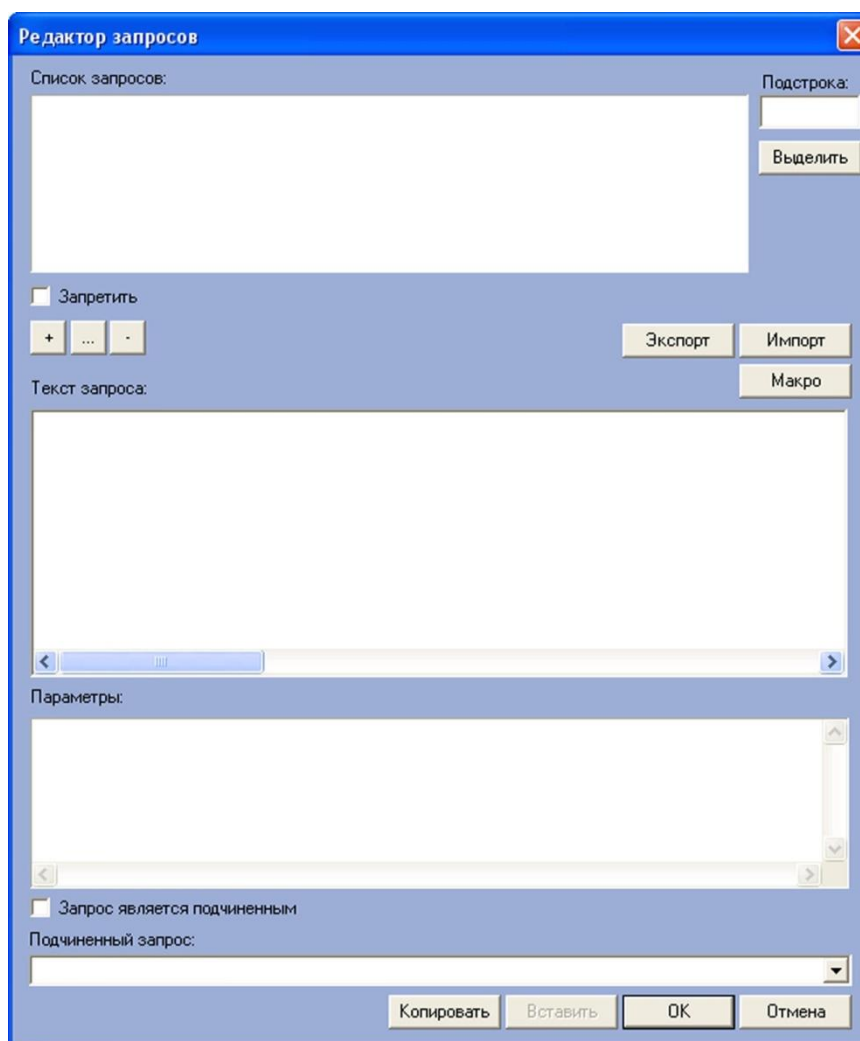 Редактор запросов
Список запросов:
Подстрока:
Выделить
Запретить
+ ... -
Экспорт Импорт
Макро
Текст запроса:
Параметры:
Запрос является подчиненным
Подчиненный запрос:
Копировать Вставить OK Отмена